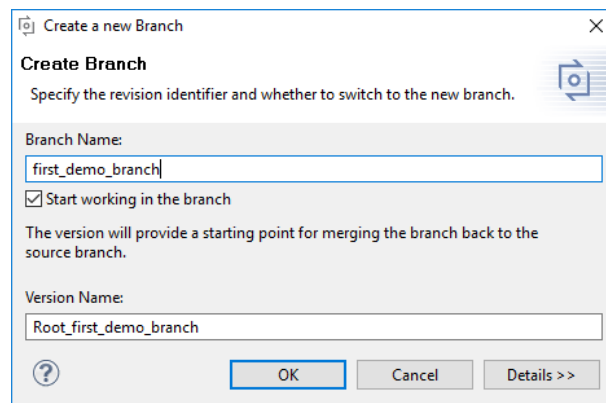 Create a new Branch
Create Branch
Specify the revision identifier and whether to switch to the new branch.
Branch Name:
first_demo_branch
Start working in the branch
The version will provide a starting point for merging the branch back to the
source branch.
Version Name:
Root_first_demo_branch
? OK Cancel Details >>